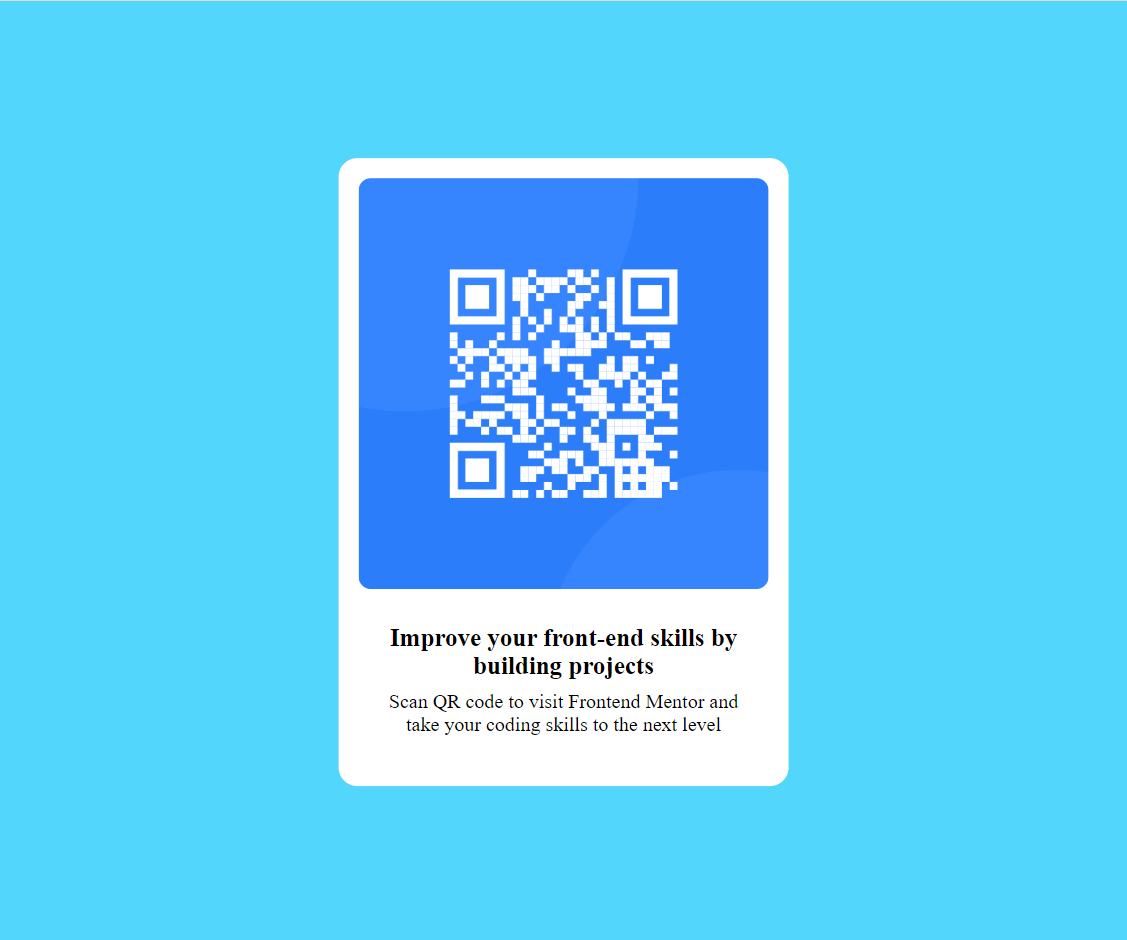 Improve your front-end skills by
building projects
Scan QR code to visit Frontend Mentor and
take your coding skills to the next level